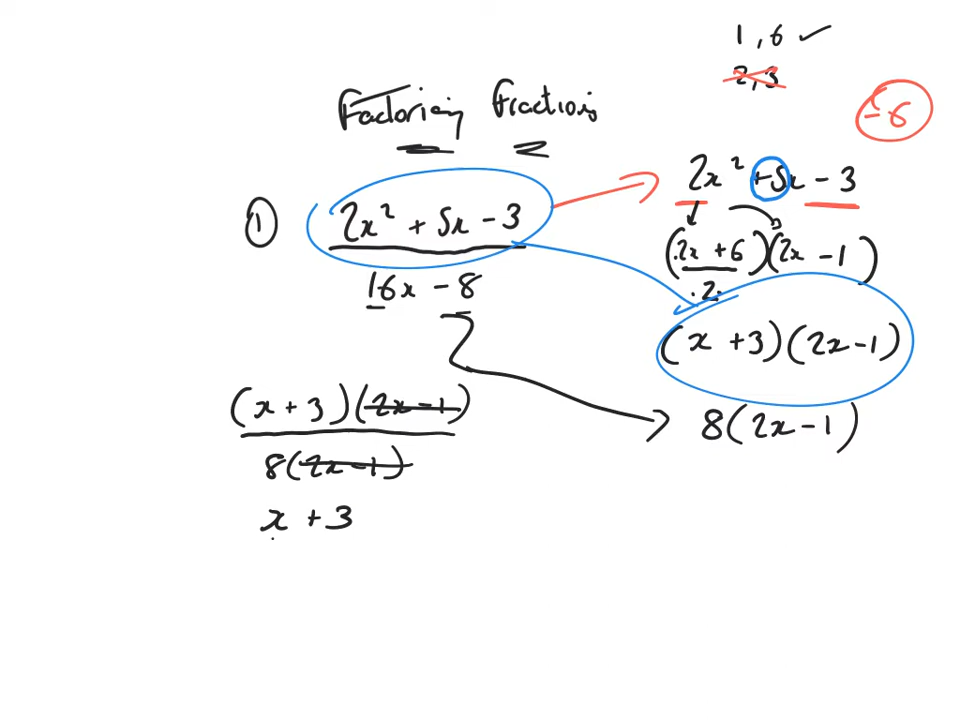 1, 6 ✓
2, 3
Factoring Fractions
-6
① 2x² + 5x - 3
16x - 8
2x² + 5x - 3
(2x + 6)(2x - 1)
2
(x + 3)(2x - 1)
8(2x - 1)
(x + 3)(2x - 1)
8(2x - 1)
x + 3